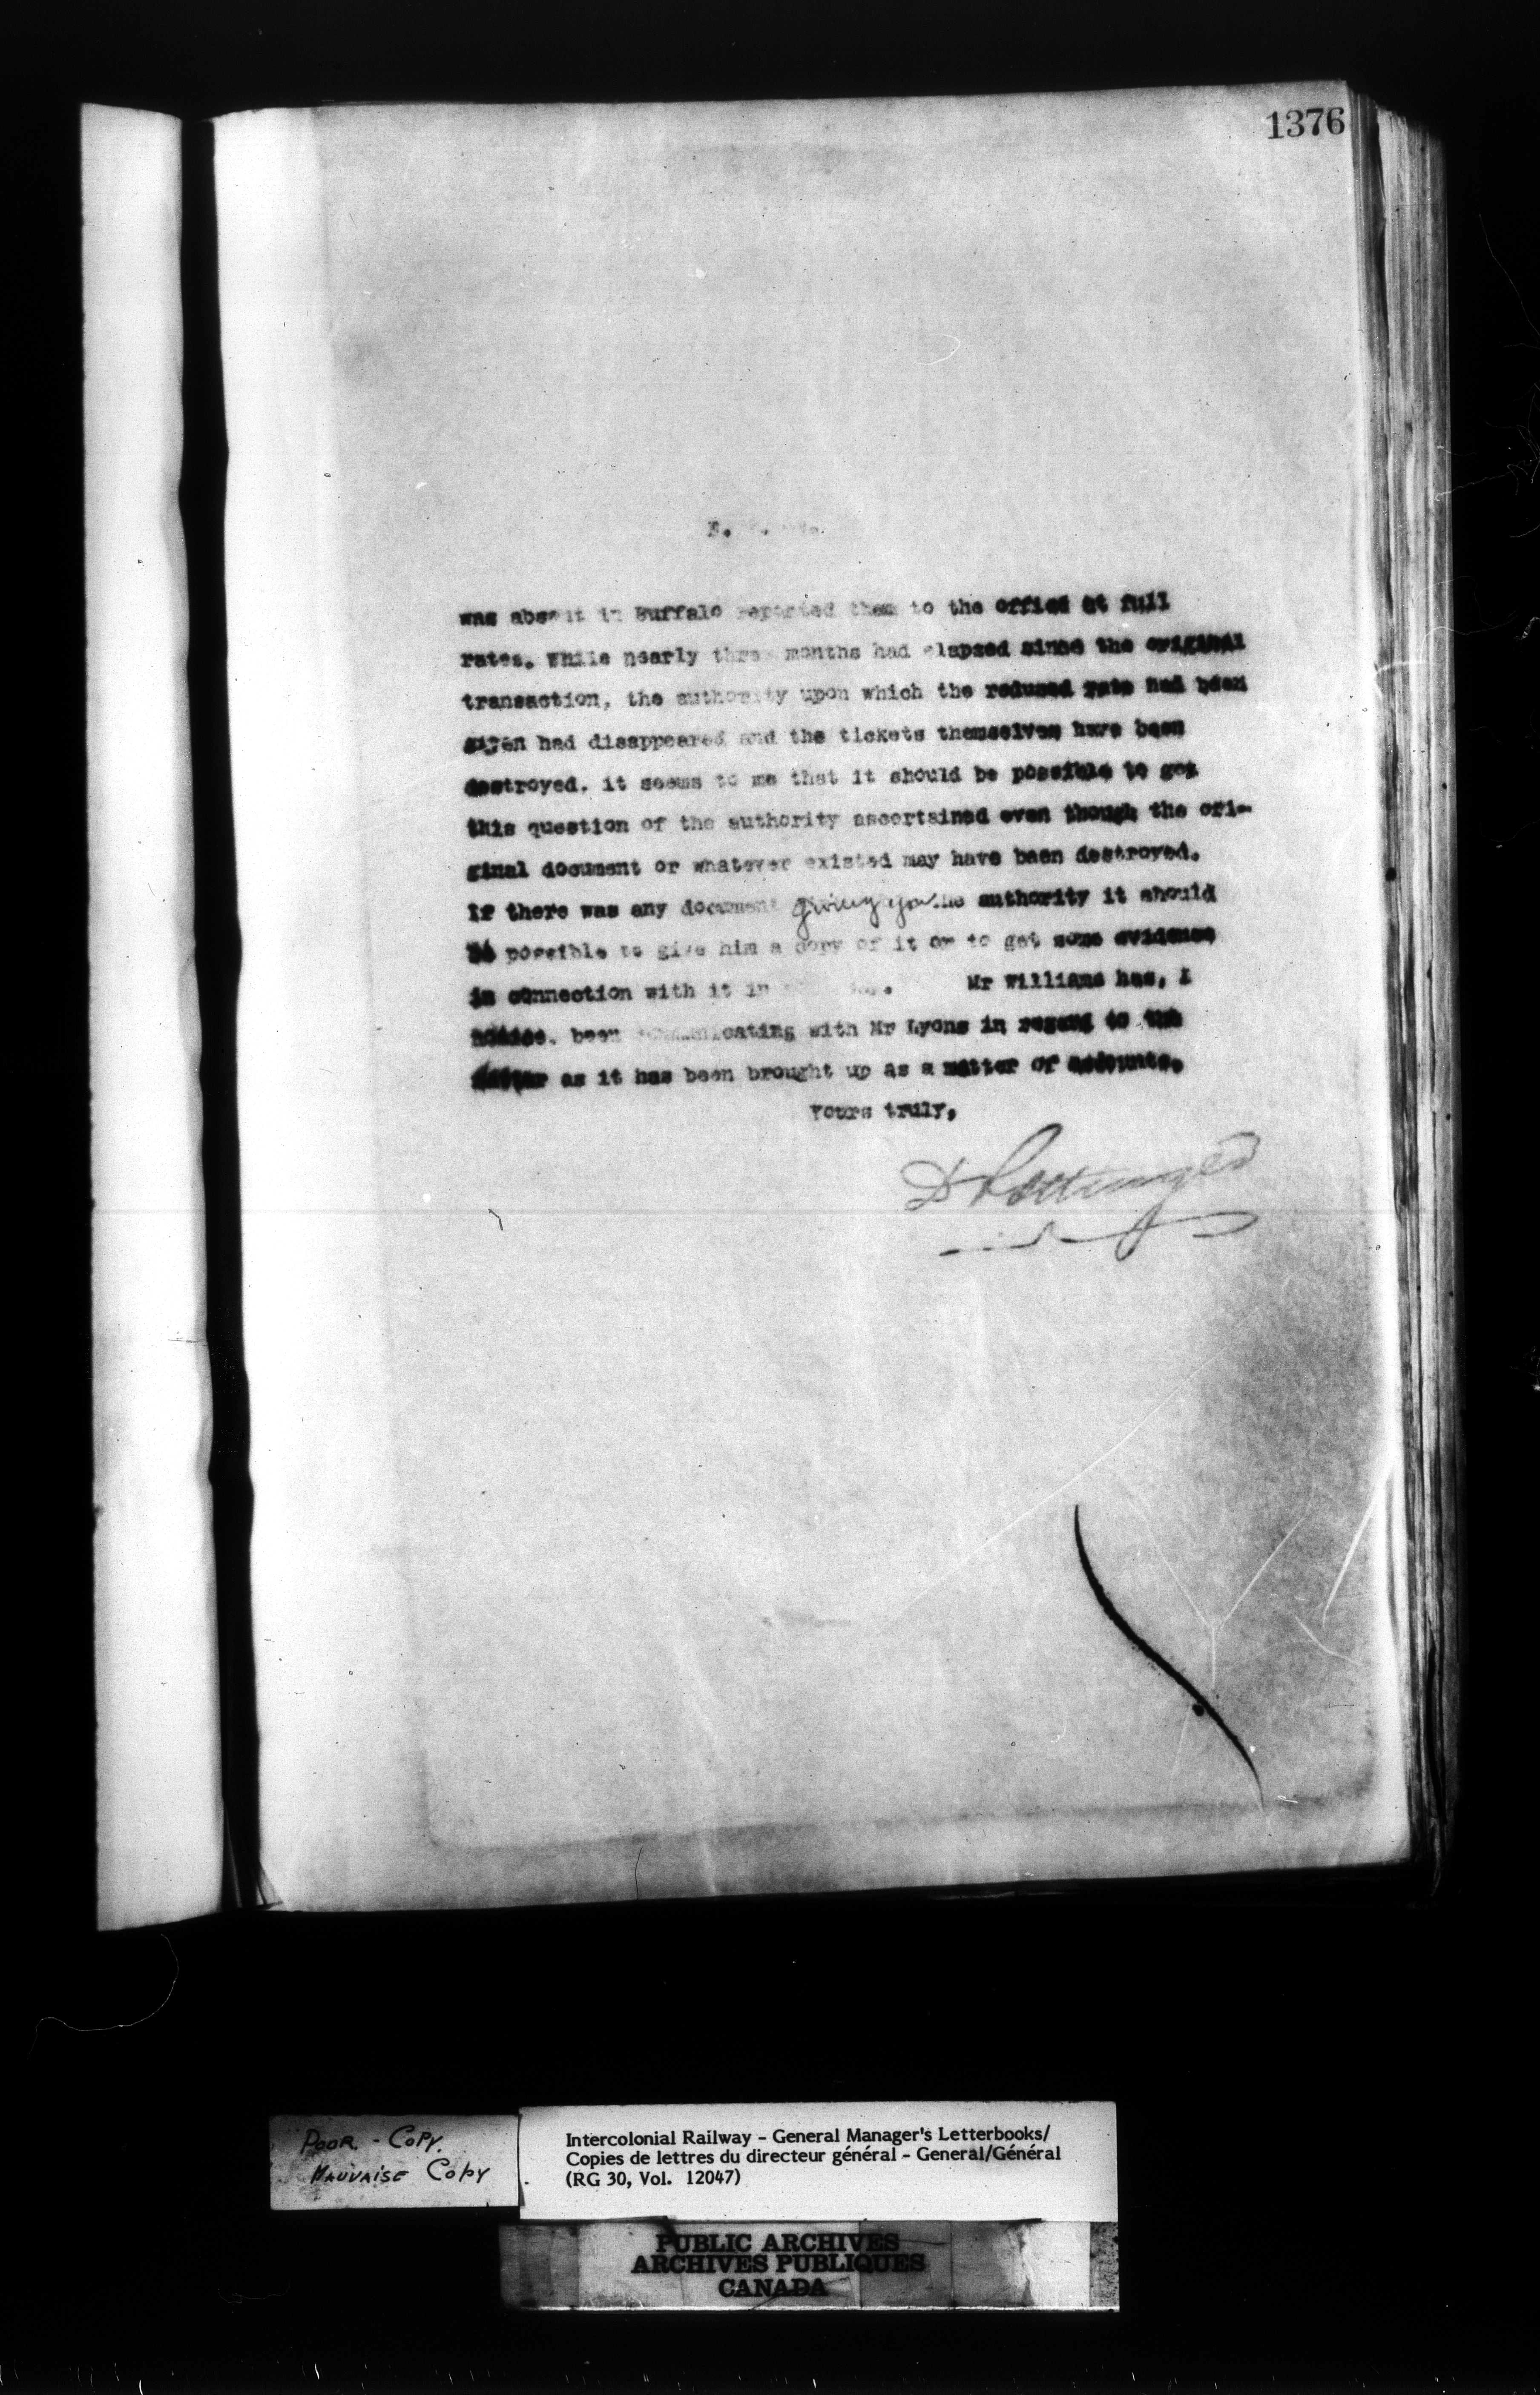 1376
E.
was absent in Buffalo reported them to the office at full
rates. While nearly three months had elapsed since the original
transaction, the authority upon which the reduced rate had been
given had disappeared and the tickets themselves have been
destroyed. it seems to me that it should be possible to get
this question of the authority ascertained even though the ori-
ginal document or whatever existed may have been destroyed.
If there was any document giving you the authority it should
be possible to give him a copy of it or to get some evidence
in connection with it in . Mr Williams has, I
notice. been communicating with Mr Lyons in regard to the
matter as it has been brought up as a matter of accounts.
Yours truly,
D Pottinger
POOR - COPY.
MAUVAISE COPY
Intercolonial Railway - General Manager's Letterbooks/
Copies de lettres du directeur général - General/Général
(RG 30, Vol. 12047)
PUBLIC ARCHIVES
ARCHIVES PUBLIQUES
CANADA